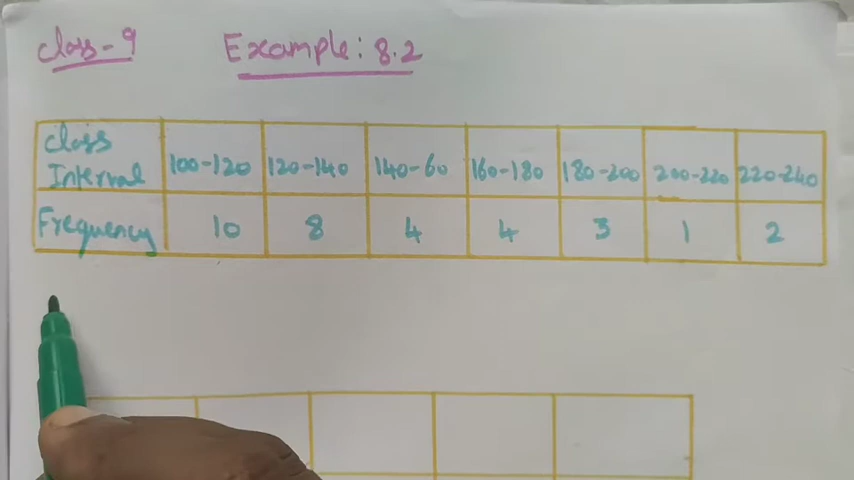 class-9
Example: 8.2
class Interval 100-120 120-140 140-60 160-180 180-200 200-220 220-240
Frequency 10 8 4 4 3 1 2